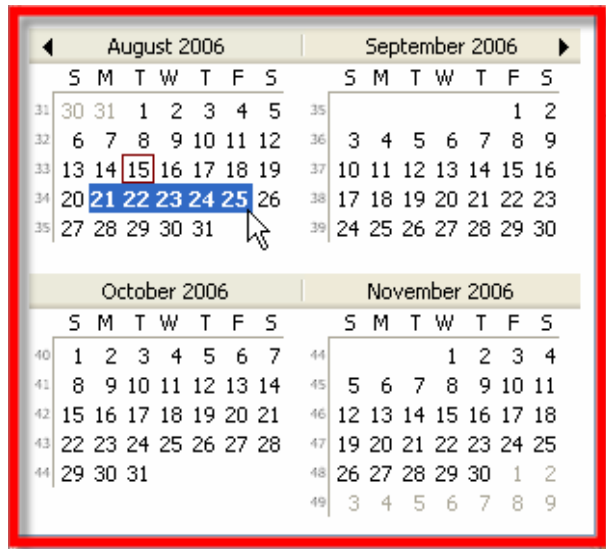 August 2006
S M T W T F S
31 30 31 1 2 3 4 5
32 6 7 8 9 10 11 12
33 13 14 15 16 17 18 19
34 20 21 22 23 24 25 26
35 27 28 29 30 31
September 2006
S M T W T F S
35 1 2
36 3 4 5 6 7 8 9
37 10 11 12 13 14 15 16
38 17 18 19 20 21 22 23
39 24 25 26 27 28 29 30
October 2006
S M T W T F S
40 1 2 3 4 5 6 7
41 8 9 10 11 12 13 14
42 15 16 17 18 19 20 21
43 22 23 24 25 26 27 28
44 29 30 31
November 2006
S M T W T F S
44 1 2 3 4
45 5 6 7 8 9 10 11
46 12 13 14 15 16 17 18
47 19 20 21 22 23 24 25
48 26 27 28 29 30 1 2
49 3 4 5 6 7 8 9